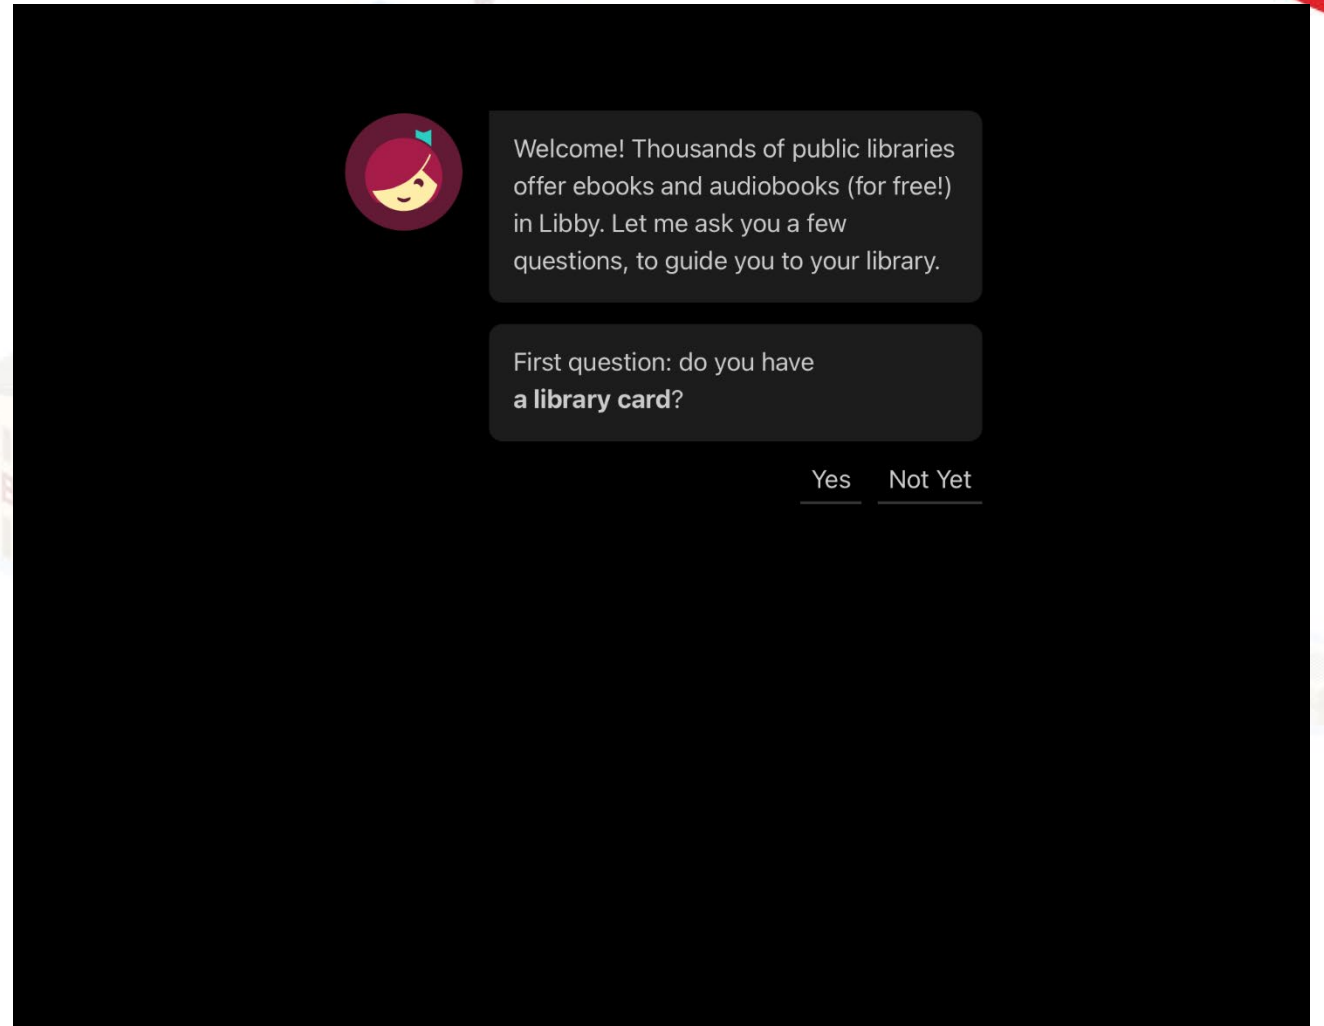 Welcome! Thousands of public libraries
offer ebooks and audiobooks (for free!)
in Libby. Let me ask you a few
questions, to guide you to your library.
First question: do you have
a library card?
Yes Not Yet